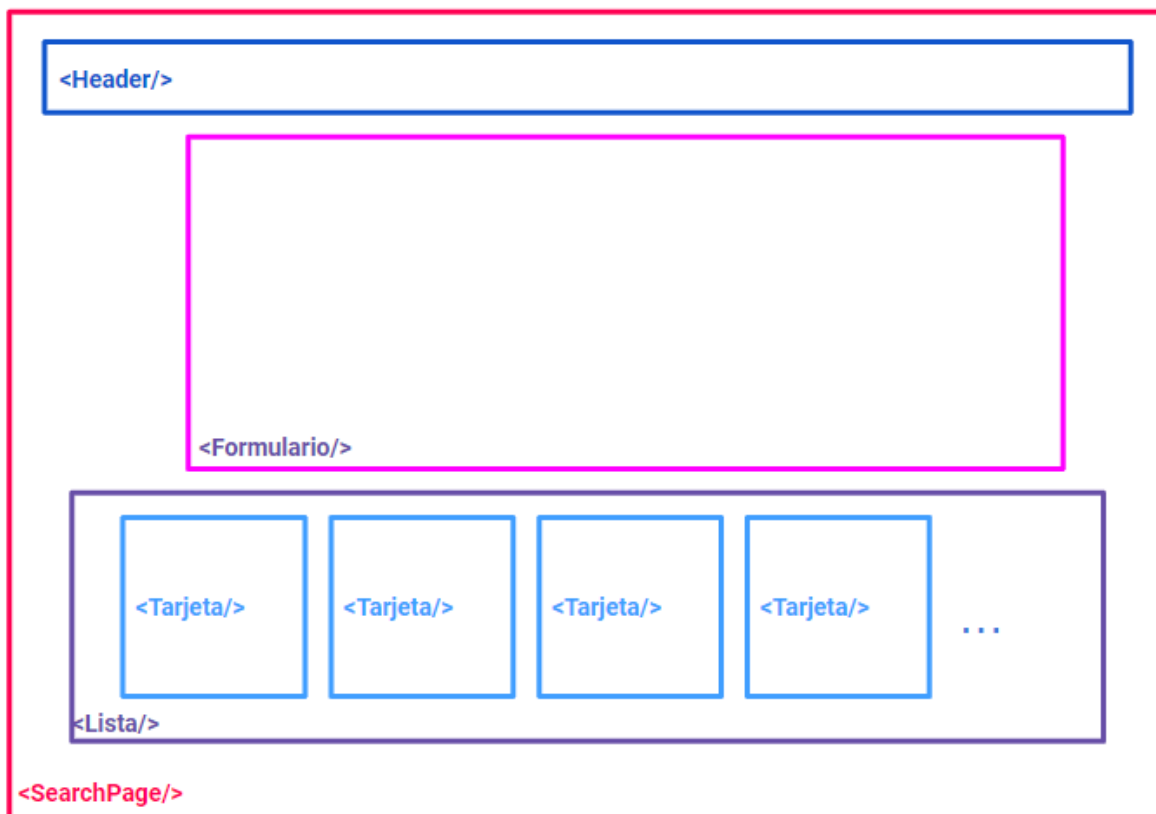 <Header/>
<Formulario/>
<Tarjeta/> <Tarjeta/> <Tarjeta/> <Tarjeta/> ...
<Lista/>
<SearchPage/>